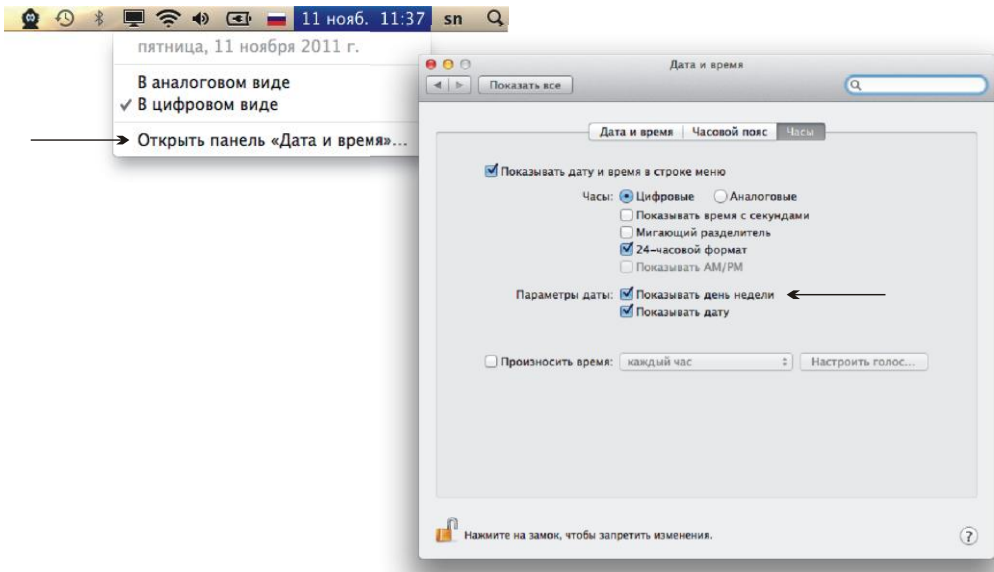 11 нояб. 11:37 sn
пятница, 11 ноября 2011 г.
В аналоговом виде
✓ В цифровом виде
Открыть панель «Дата и время»...
Дата и время
Показать все
Дата и время Часовой пояс Часы
Показывать дату и время в строке меню
Часы: Цифровые Аналоговые
Показывать время с секундами
Мигающий разделитель
24-часовой формат
Показывать AM/PM
Параметры даты: Показывать день недели
Показывать дату
Произносить время: каждый час Настроить голос...
Нажмите на замок, чтобы запретить изменения.
?